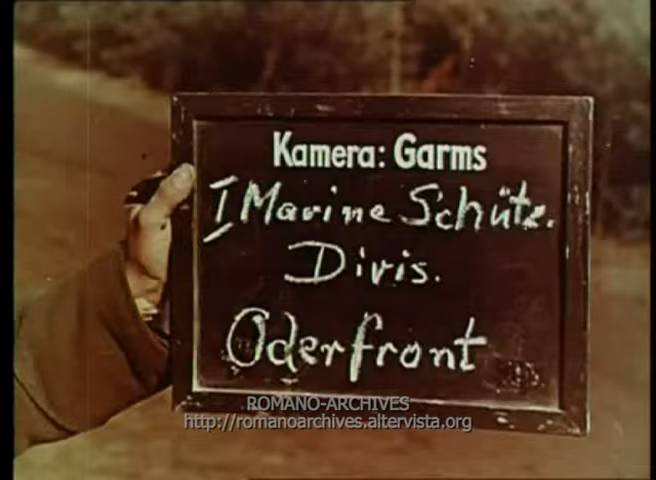 Kamera: Garms
I Marine Schütz.
Divis.
Oderfront
ROMANO-ARCHIVES
http://romanoarchives.altervista.org